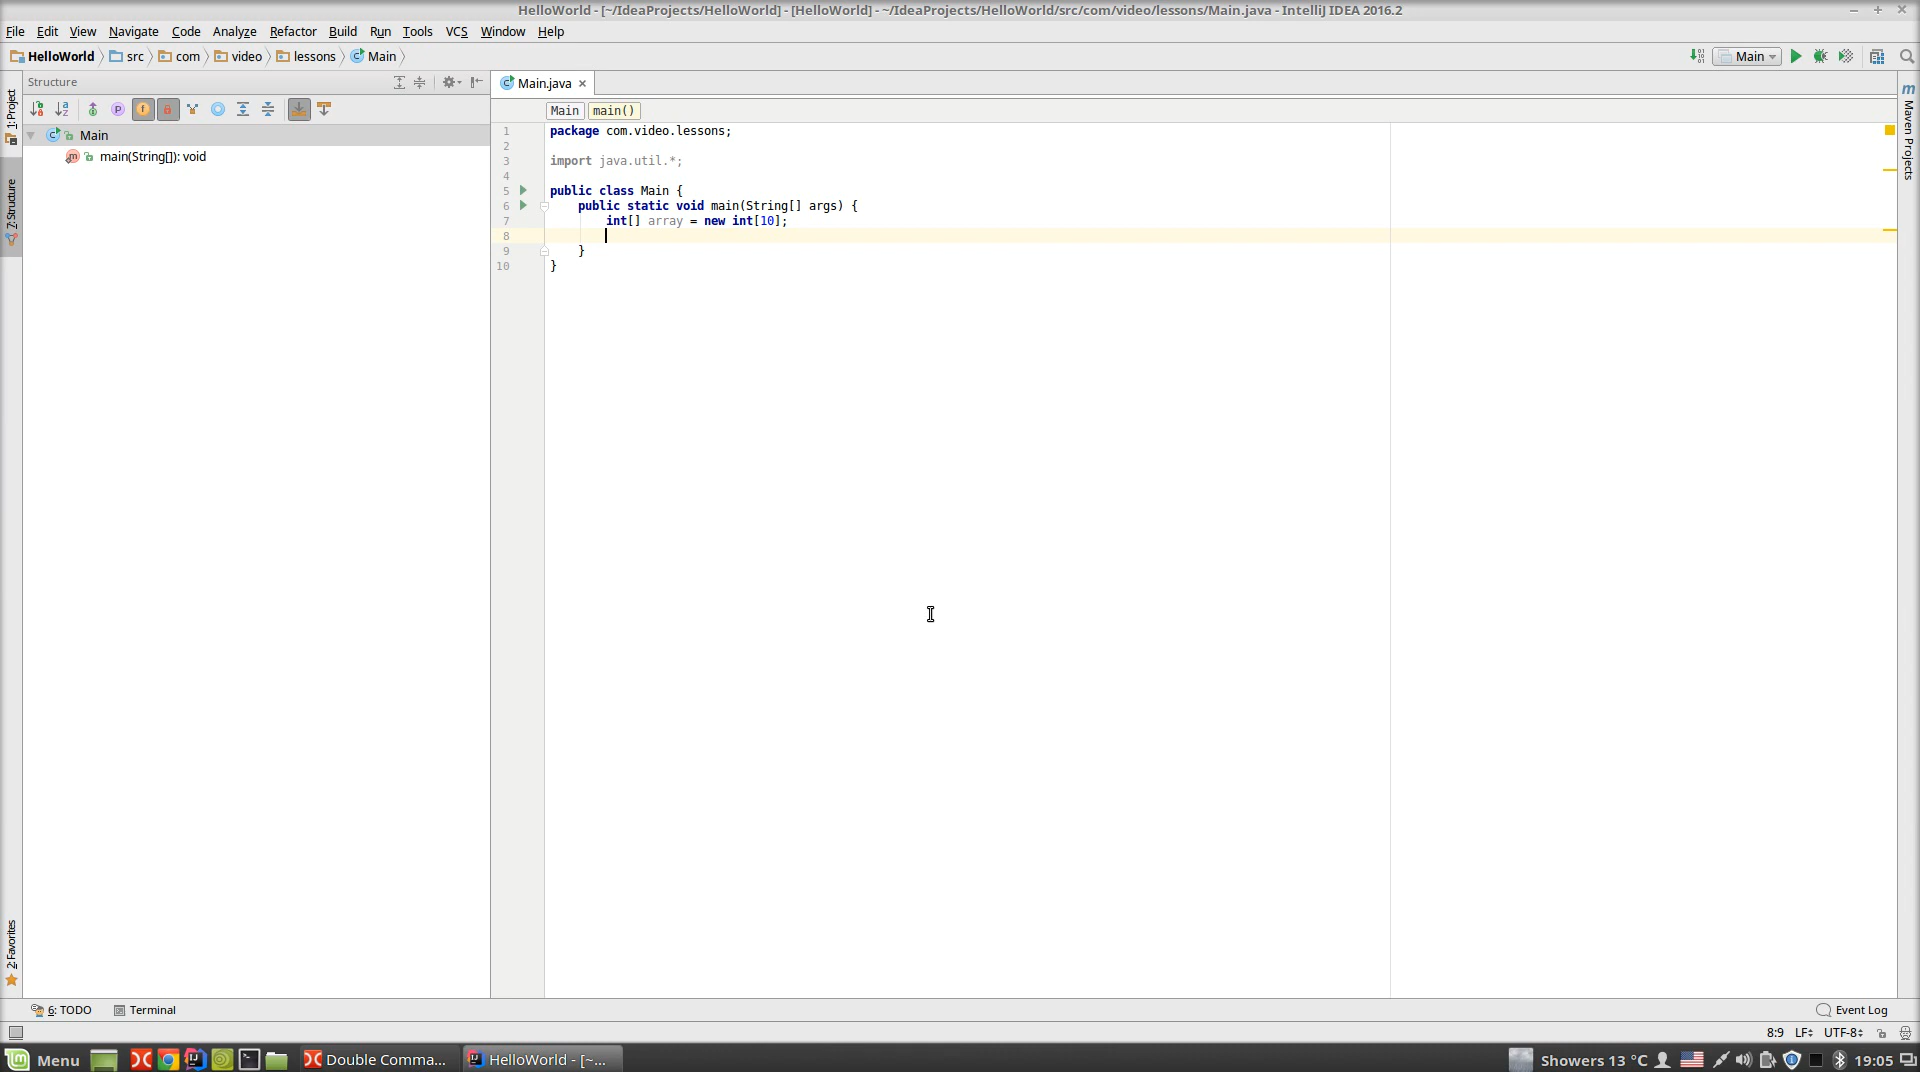 HelloWorld - [~/IdeaProjects/HelloWorld] - [HelloWorld] - ~/IdeaProjects/HelloWorld/src/com/video/lessons/Main.java - IntelliJ IDEA 2016.2
File Edit View Navigate Code Analyze Refactor Build Run Tools VCS Window Help
HelloWorld src com video lessons Main
Main
Structure
Main.java
1: Project
7: Structure
2: Favorites
Maven Projects
Main
main(String[]): void
Main main()
1 package com.video.lessons;
2
3 import java.util.*;
4
5 public class Main {
6 public static void main(String[] args) {
7 int[] array = new int[10];
8
9 }
10 }
6: TODO Terminal
Event Log
8:9 LF UTF-8
Menu
Double Comma...
HelloWorld - [~...
Showers 13 °C
19:05